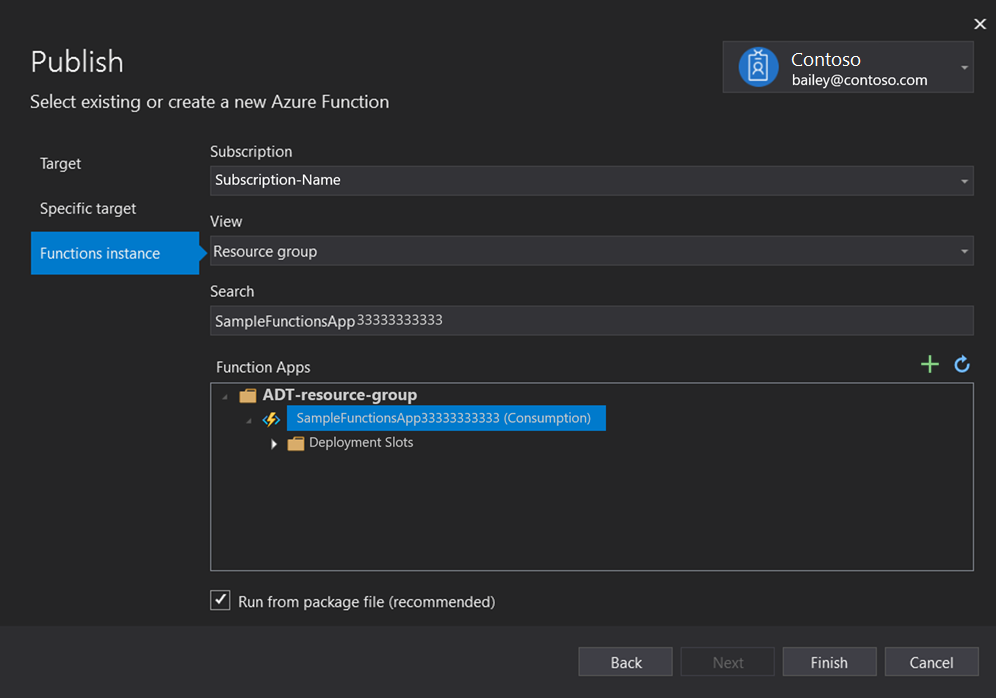 Publish
Contoso
bailey@contoso.com
Select existing or create a new Azure Function
Target
Specific target
Functions instance
Subscription
Subscription-Name
View
Resource group
Search
SampleFunctionsApp33333333333
Function Apps
ADT-resource-group
SampleFunctionsApp33333333333 (Consumption)
Deployment Slots
Run from package file (recommended)
Back
Next
Finish
Cancel